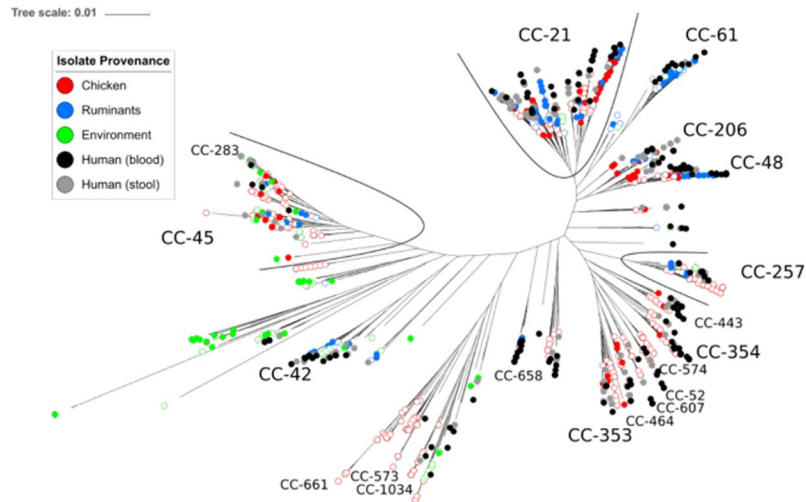 Tree scale: 0.01
CC-21
CC-61
Isolate Provenance
Chicken
Ruminants
Environment
Human (blood)
Human (stool)
CC-206
CC-283
CC-48
CC-45
CC-257
CC-443
CC-354
CC-42
CC-658
CC-574
CC-52
CC-607
CC-464
CC-353
CC-573
CC-661
CC-1034